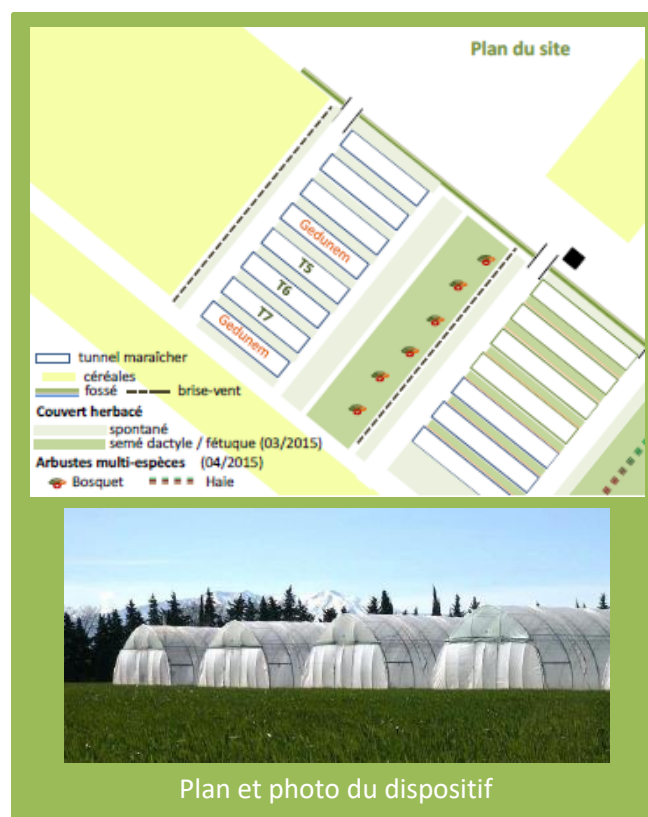 Plan du site
Gedunem
T5
T6
T7
Gedunem
tunnel maraîcher
céréales
fossé
brise-vent
Couvert herbacé
spontané
semé dactyle / fétuque (03/2015)
Arbustes multi-espèces (04/2015)
Bosquet
Haie
Plan et photo du dispositif